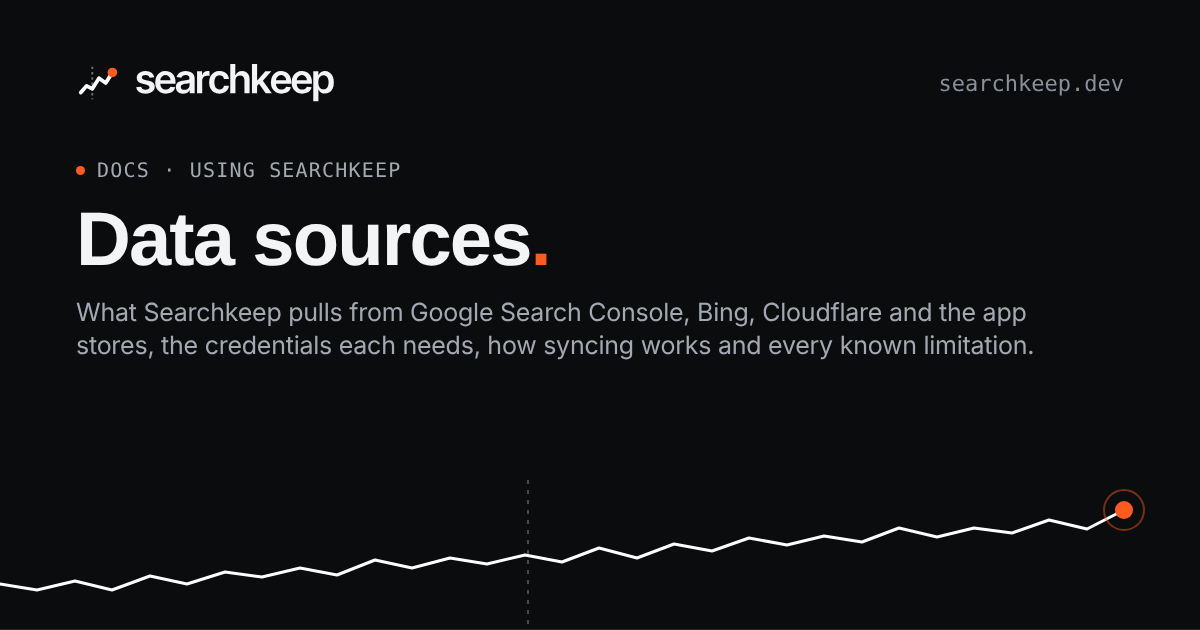 searchkeep
searchkeep.dev
DOCS · USING SEARCHKEEP
Data sources.
What Searchkeep pulls from Google Search Console, Bing, Cloudflare and the app
stores, the credentials each needs, how syncing works and every known limitation.